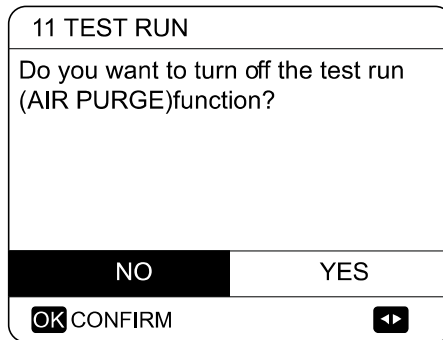 11 TEST RUN
Do you want to turn off the test run
(AIR PURGE)function?
NO YES
OK CONFIRM